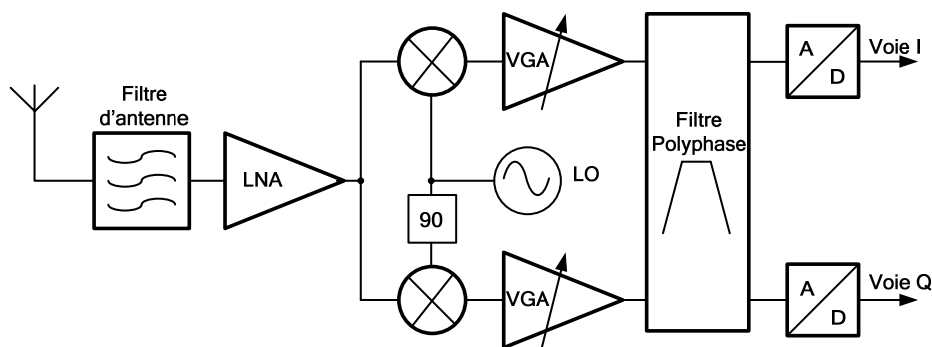 Filtre
d'antenne
LNA
VGA
LO
90
VGA
Filtre
Polyphase
A
D
Voie I
A
D
Voie Q